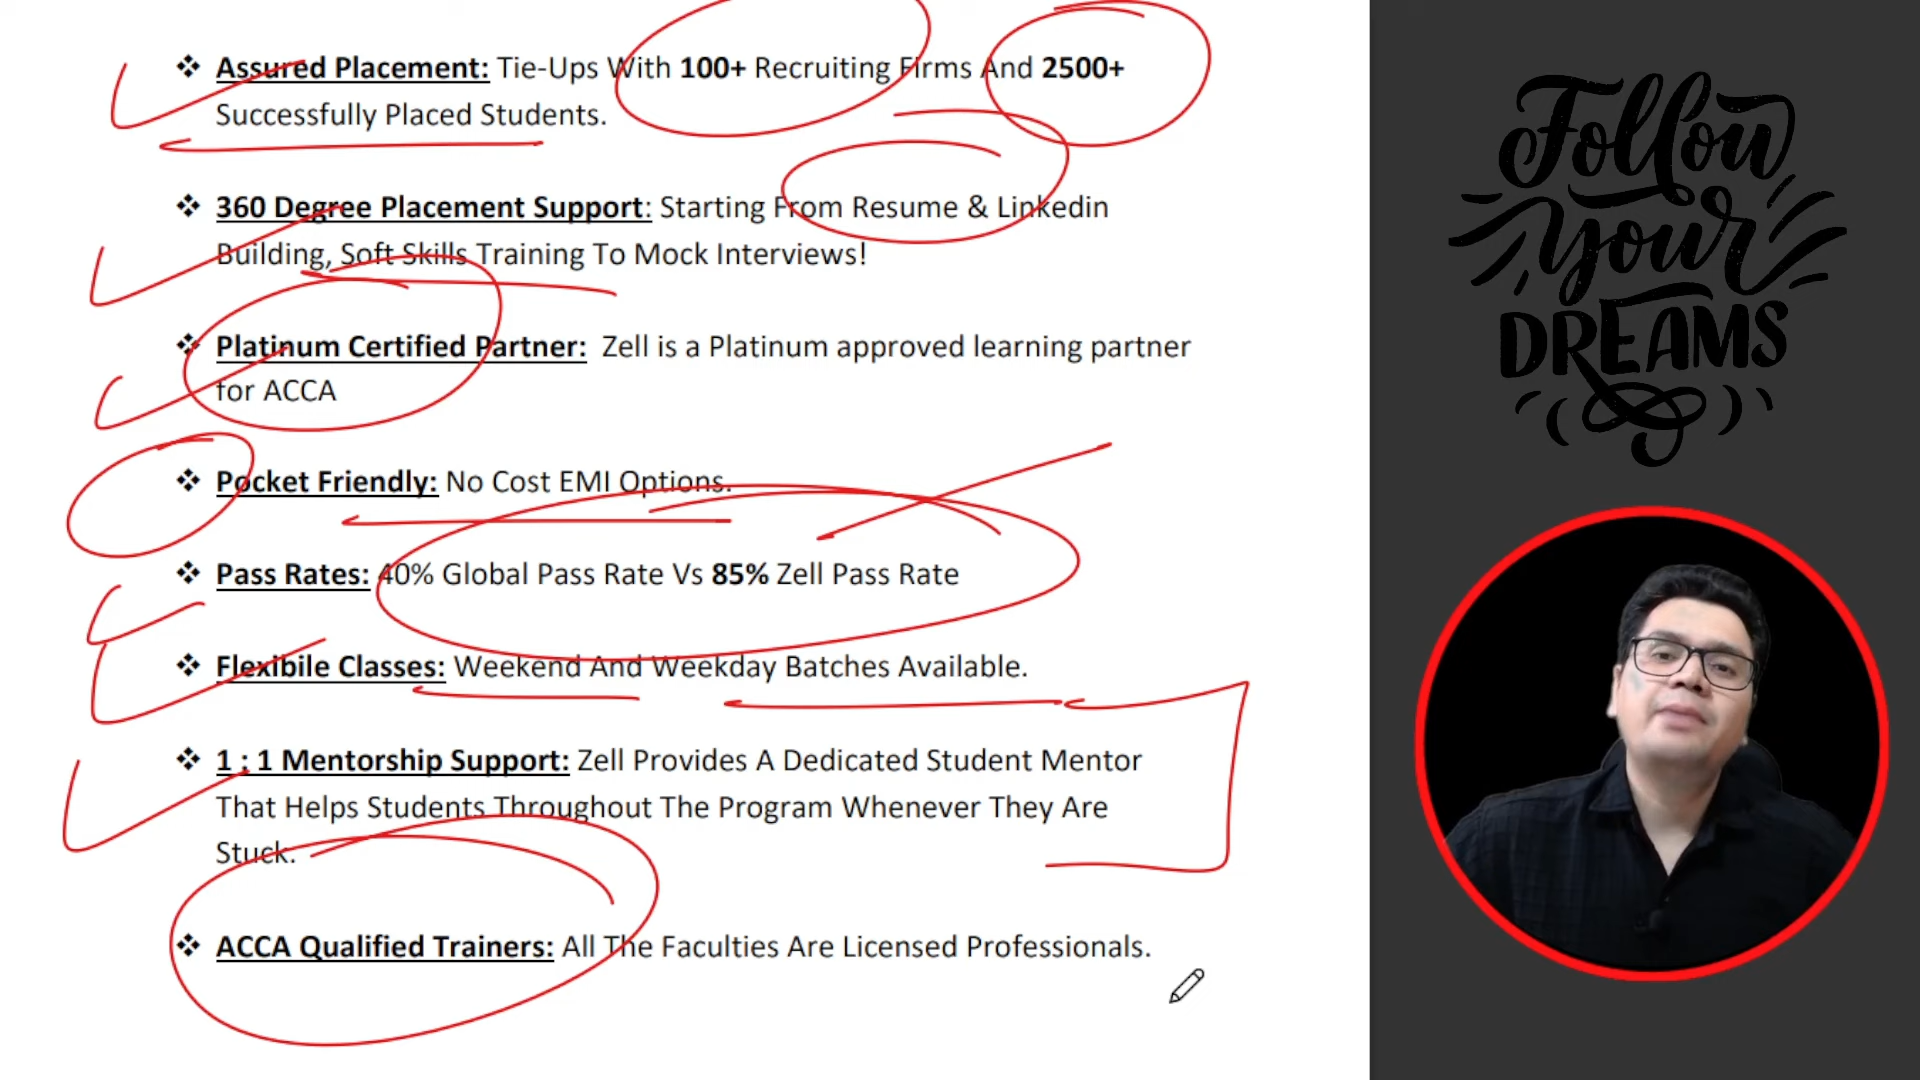 ❖ Assured Placement: Tie-Ups With 100+ Recruiting Firms And 2500+
Successfully Placed Students.
❖ 360 Degree Placement Support: Starting From Resume & Linkedin
Building, Soft Skills Training To Mock Interviews!
❖ Platinum Certified Partner: Zell is a Platinum approved learning partner
for ACCA
❖ Pocket Friendly: No Cost EMI Options.
❖ Pass Rates: 40% Global Pass Rate Vs 85% Zell Pass Rate
❖ Flexibile Classes: Weekend And Weekday Batches Available.
❖ 1 : 1 Mentorship Support: Zell Provides A Dedicated Student Mentor
That Helps Students Throughout The Program Whenever They Are
Stuck.
❖ ACCA Qualified Trainers: All The Faculties Are Licensed Professionals.
Follow
Your
DREAMS